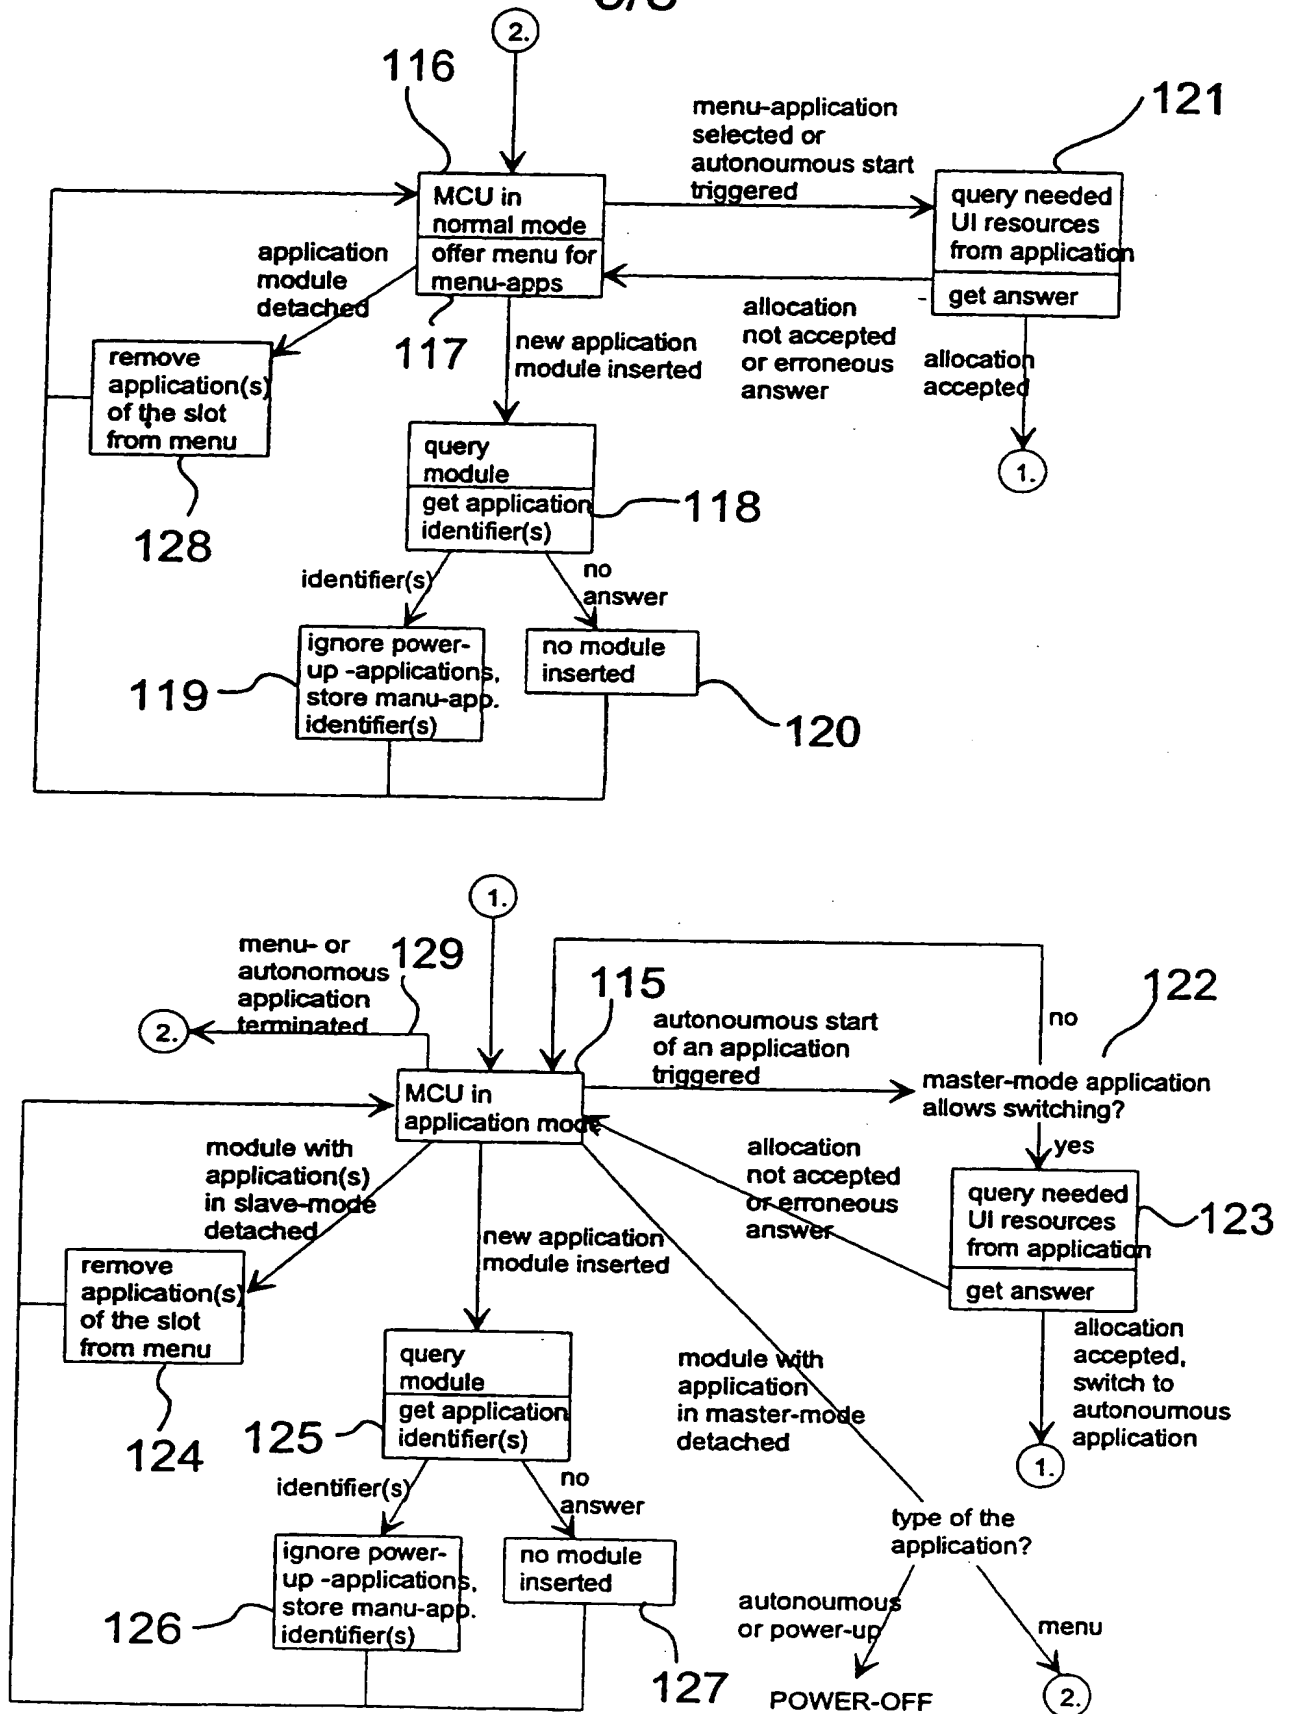 2.
116
121
menu-application
selected or
autonoumous start
triggered
MCU in
normal mode
offer menu for
menu-apps
query needed
UI resources
from application
get answer
application
module
detached
117
new application
module inserted
allocation
not accepted
or erroneous
answer
allocation
accepted
1.
remove
application(s)
of the slot
from menu
128
query
module
get application
identifier(s)
118
identifier(s)
no
answer
ignore power-
up -applications,
store manu-app.
identifier(s)
119
no module
inserted
120
1.
menu- or
autonomous
application
terminated
129
2.
115
autonoumous start
of an application
triggered
no
122
master-mode application
allows switching?
MCU in
application mode
yes
module with
application(s)
in slave-mode
detached
allocation
not accepted
or erroneous
answer
query needed
UI resources
from application
get answer
123
new application
module inserted
remove
application(s)
of the slot
from menu
124
query
module
get application
identifier(s)
125
module with
application
in master-mode
detached
allocation
accepted,
switch to
autonoumous
application
1.
identifier(s)
no
answer
type of the
application?
ignore power-
up -applications,
store manu-app.
identifier(s)
126
no module
inserted
127
autonoumous
or power-up
menu
POWER-OFF
2.